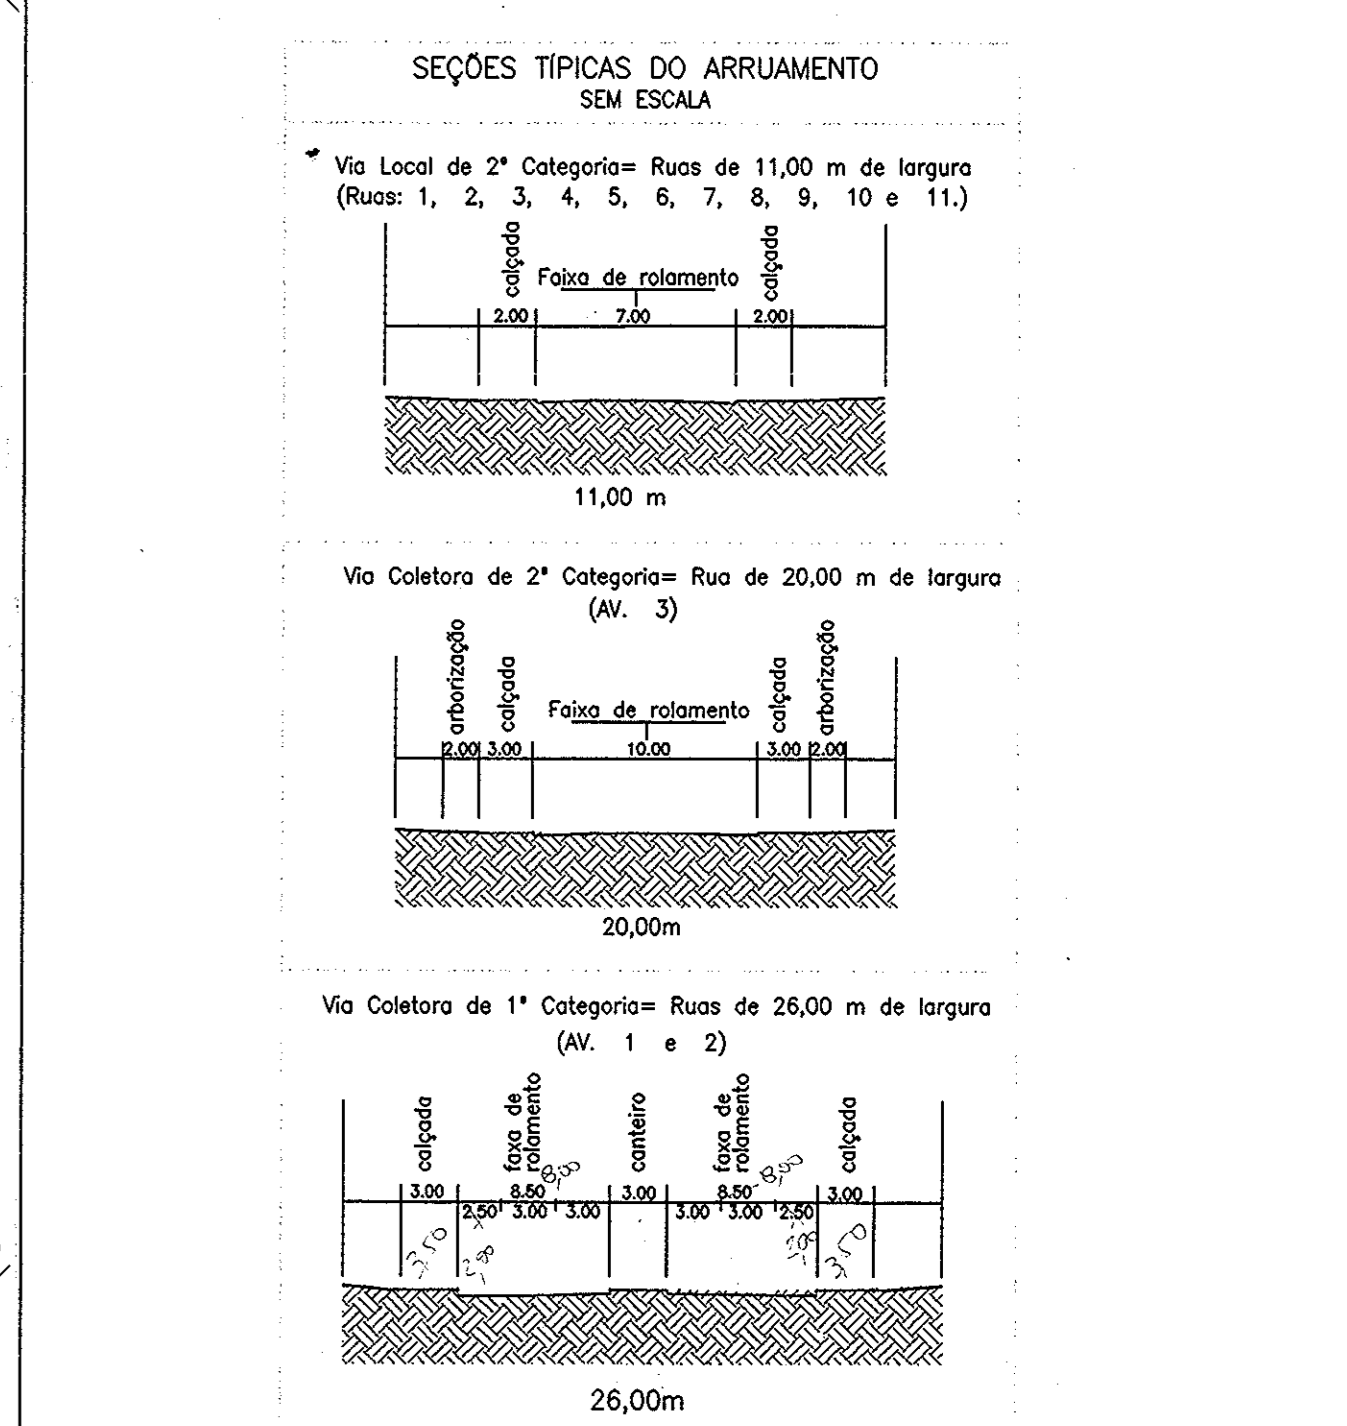 SEÇÕES TÍPICAS DO ARRUAMENTO
SEM ESCALA
Via Local de 2ª Categoria= Ruas de 11,00 m de largura
(Ruas: 1, 2, 3, 4, 5, 6, 7, 8, 9, 10 e 11.)
calçada
Faixa de rolamento
calçada
2.00 7.00 2.00
11,00 m
Via Coletora de 2ª Categoria= Rua de 20,00 m de largura
(AV. 3)
arborização
calçada
Faixa de rolamento
calçada
arborização
2.00 3.00 10.00 3.00 2.00
20,00m
Via Coletora de 1ª Categoria= Ruas de 26,00 m de largura
(AV. 1 e 2)
calçada
faxa de
rolamento
canteiro
faxa de
rolamento
calçada
8,00 8,00
3.00 8.50 3.00 8.50 3.00
2.50 3.00 3.00 3.00 3.00 2.50
3,50 2,00 2,00 3,50
26,00m